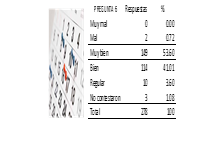 PREGUNTA 6 Respuestas %
Muy mal 0 0.00
Mal 2 0.72
Muy bien 149 53.60
Bien 114 41.01
Regular 10 3.60
No contestaron 3 1.08
Total 278 100